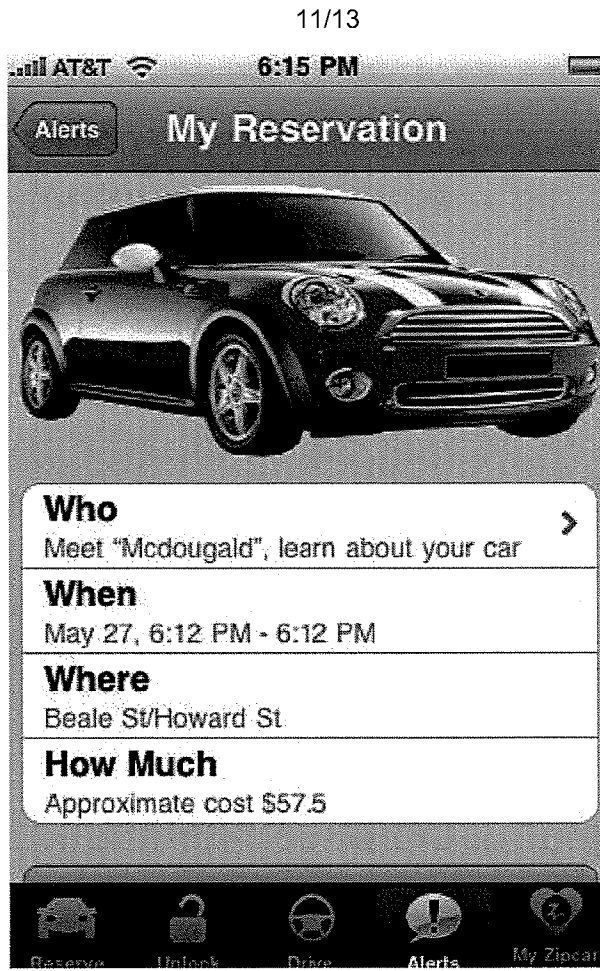 11/13
AT&T 6:15 PM
Alerts My Reservation
Who
Meet “Mcdougald”, learn about your car
When
May 27, 6:12 PM - 6:12 PM
Where
Beale St/Howard St
How Much
Approximate cost $57.5
Reserve Unlock Drive Alerts My Zipcar